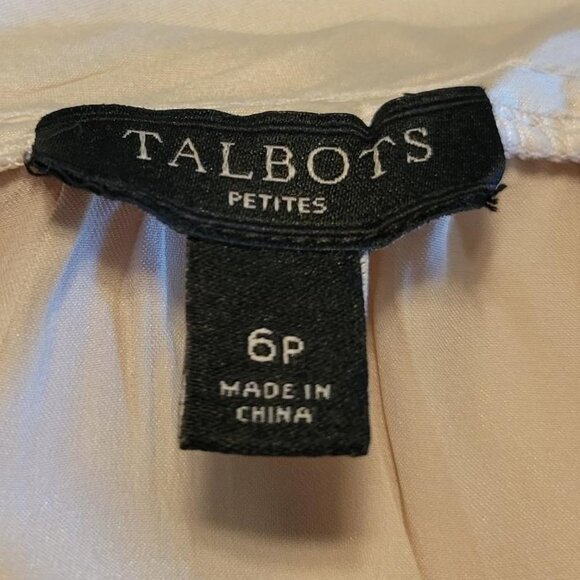 TALBOTS
PETITES
6P
MADE IN
CHINA